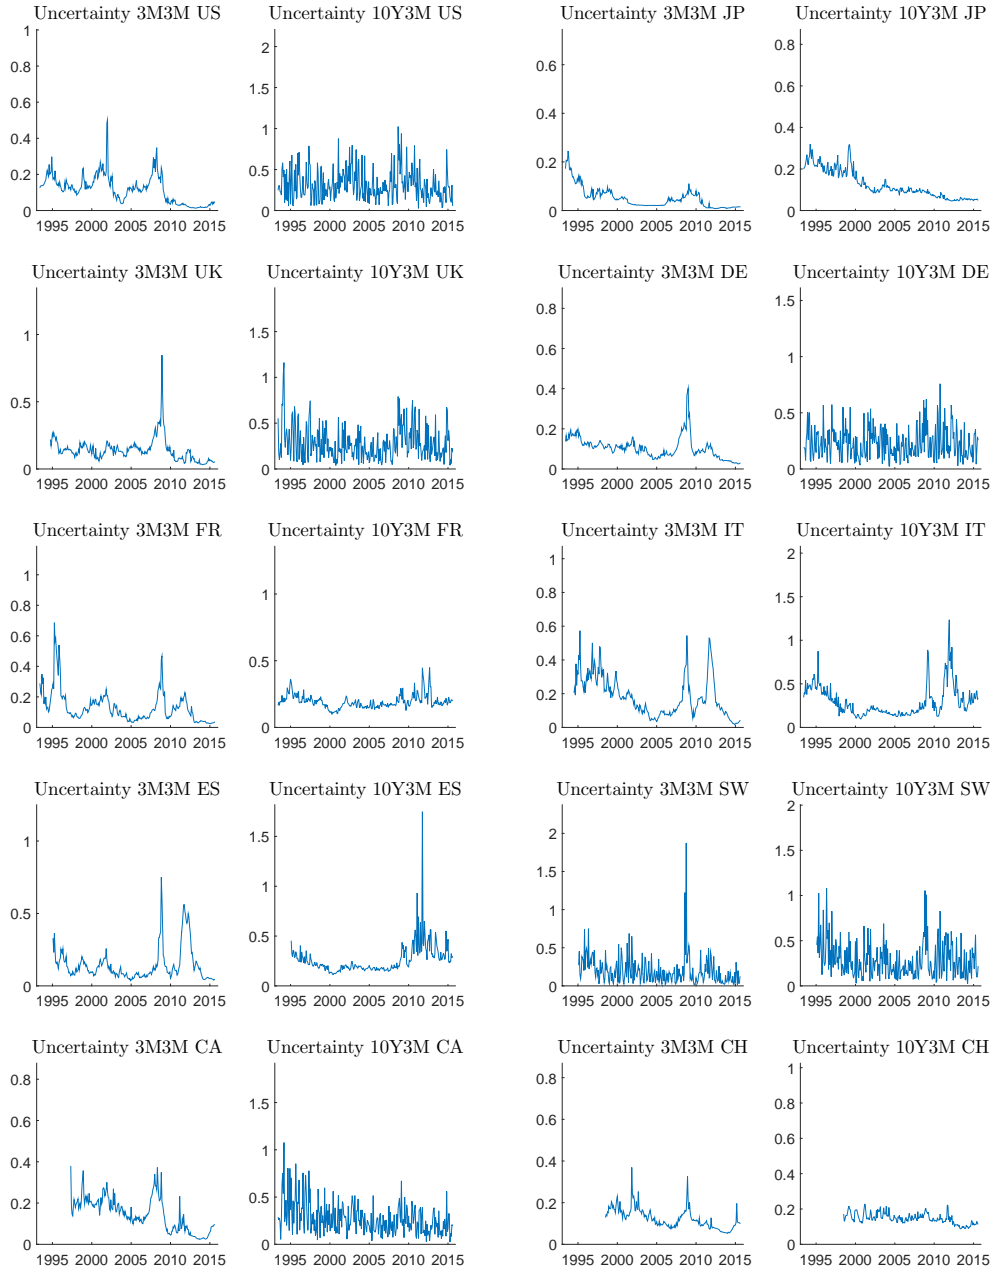 Uncertainty 3M3M US
1
0.8
0.6
0.4
0.2
0
1995 2000 2005 2010 2015
Uncertainty 10Y3M US
2
1.5
1
0.5
0
1995 2000 2005 2010 2015
Uncertainty 3M3M JP
0.6
0.4
0.2
0
1995 2000 2005 2010 2015
Uncertainty 10Y3M JP
0.8
0.6
0.4
0.2
0
1995 2000 2005 2010 2015
Uncertainty 3M3M UK
1
0.5
0
1995 2000 2005 2010 2015
Uncertainty 10Y3M UK
1.5
1
0.5
0
1995 2000 2005 2010 2015
Uncertainty 3M3M DE
0.8
0.6
0.4
0.2
0
1995 2000 2005 2010 2015
Uncertainty 10Y3M DE
1.5
1
0.5
0
1995 2000 2005 2010 2015
Uncertainty 3M3M FR
1
0.8
0.6
0.4
0.2
0
1995 2000 2005 2010 2015
Uncertainty 10Y3M FR
1
0.5
0
1995 2000 2005 2010 2015
Uncertainty 3M3M IT
1
0.8
0.6
0.4
0.2
0
1995 2000 2005 2010 2015
Uncertainty 10Y3M IT
2
1.5
1
0.5
0
1995 2000 2005 2010 2015
Uncertainty 3M3M ES
1
0.5
0
1995 2000 2005 2010 2015
Uncertainty 10Y3M ES
1.5
1
0.5
0
1995 2000 2005 2010 2015
Uncertainty 3M3M SW
2
1.5
1
0.5
0
1995 2000 2005 2010 2015
Uncertainty 10Y3M SW
2
1.5
1
0.5
0
1995 2000 2005 2010 2015
Uncertainty 3M3M CA
0.8
0.6
0.4
0.2
0
1995 2000 2005 2010 2015
Uncertainty 10Y3M CA
1.5
1
0.5
0
1995 2000 2005 2010 2015
Uncertainty 3M3M CH
0.8
0.6
0.4
0.2
0
1995 2000 2005 2010 2015
Uncertainty 10Y3M CH
1
0.8
0.6
0.4
0.2
0
1995 2000 2005 2010 2015